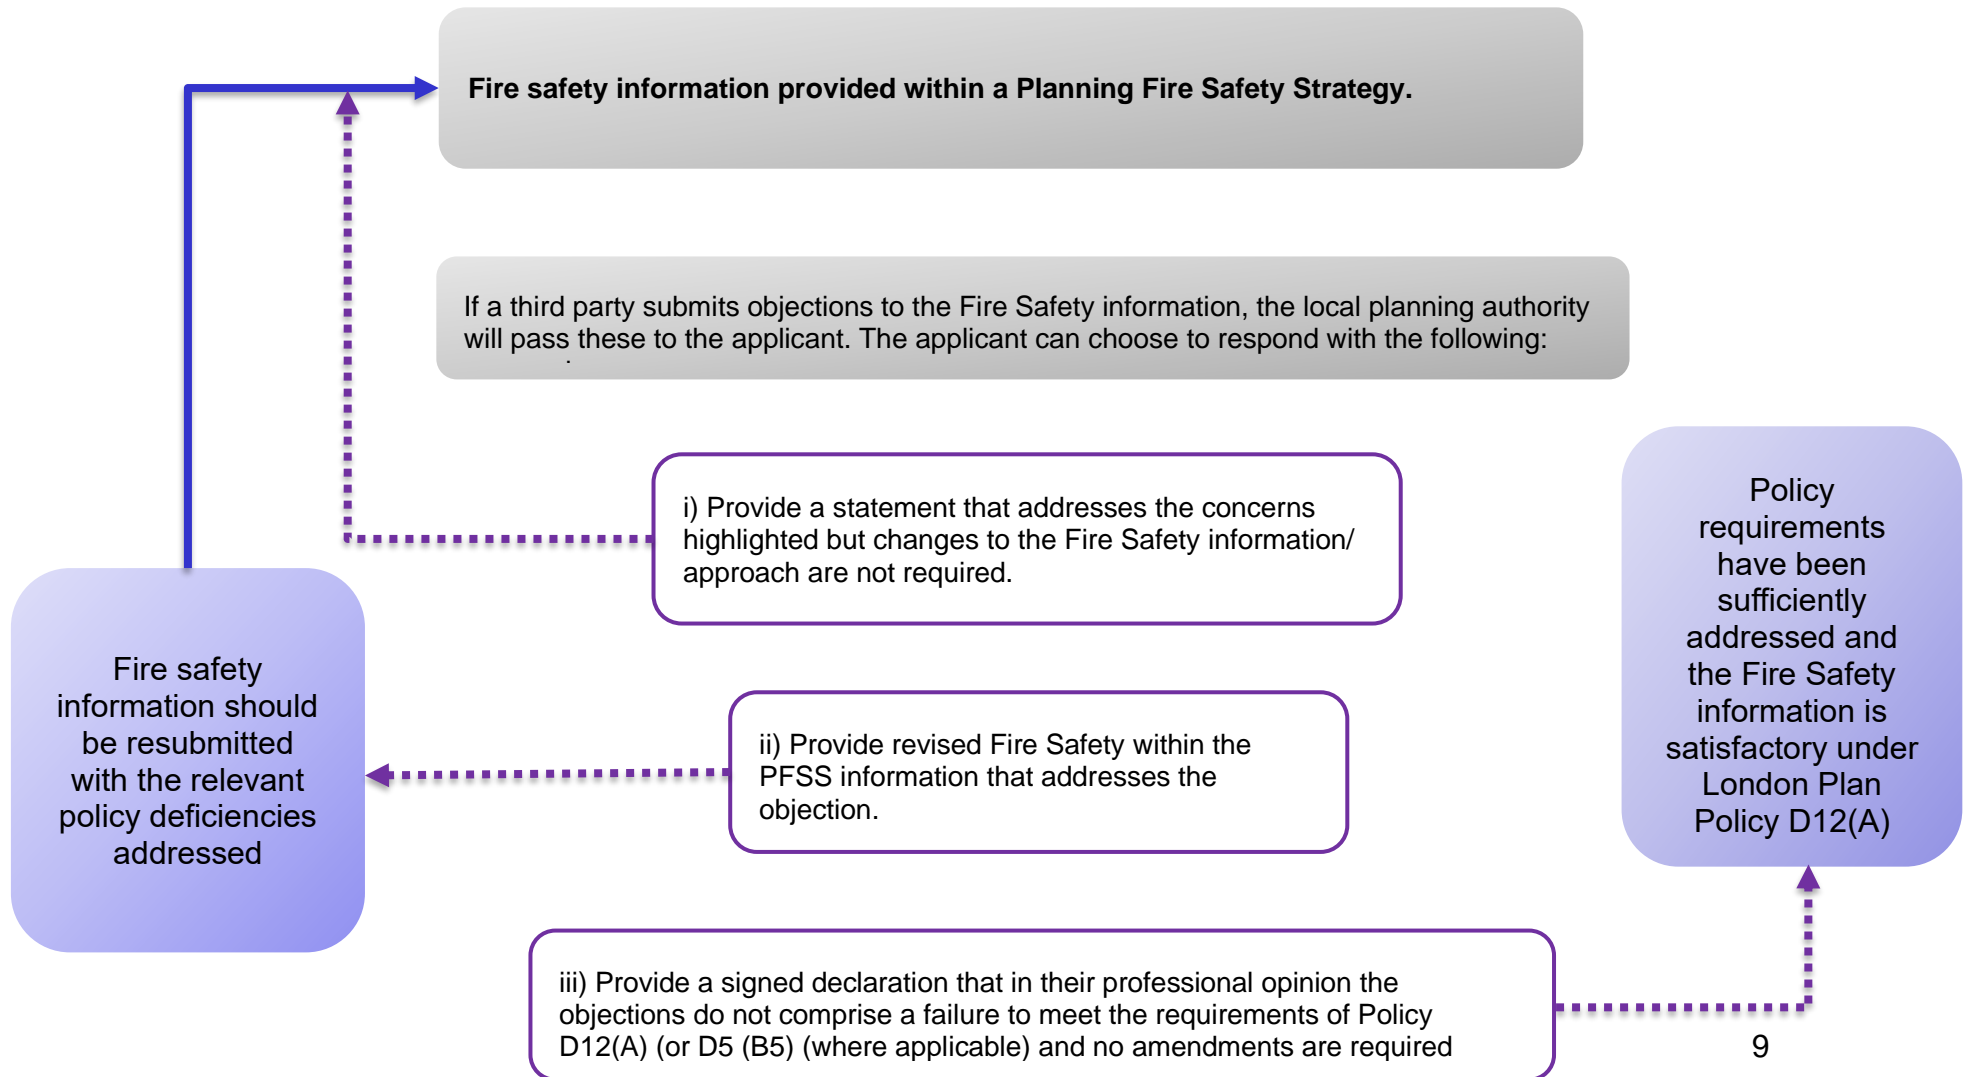 Fire safety information provided within a Planning Fire Safety Strategy.
If a third party submits objections to the Fire Safety information, the local planning authority
will pass these to the applicant. The applicant can choose to respond with the following:
i) Provide a statement that addresses the concerns
highlighted but changes to the Fire Safety information/
approach are not required.
Fire safety
information should
be resubmitted
with the relevant
policy deficiencies
addressed
ii) Provide revised Fire Safety within the
PFSS information that addresses the
objection.
Policy
requirements
have been
sufficiently
addressed and
the Fire Safety
information is
satisfactory under
London Plan
Policy D12(A)
iii) Provide a signed declaration that in their professional opinion the
objections do not comprise a failure to meet the requirements of Policy
D12(A) (or D5 (B5) (where applicable) and no amendments are required
9